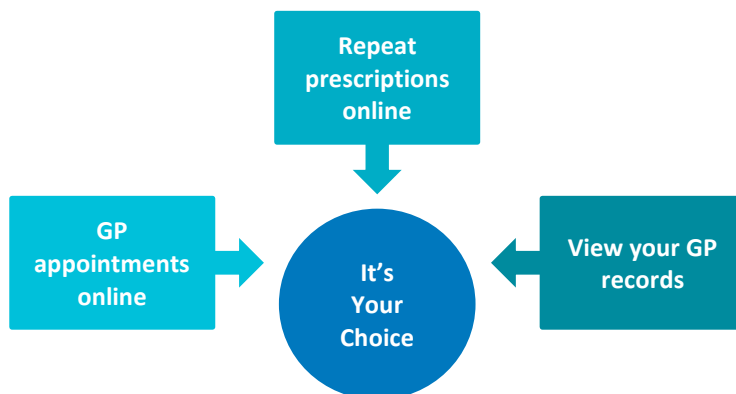 Repeat
prescriptions
online
GP
appointments
online
It’s
Your
Choice
View your GP
records